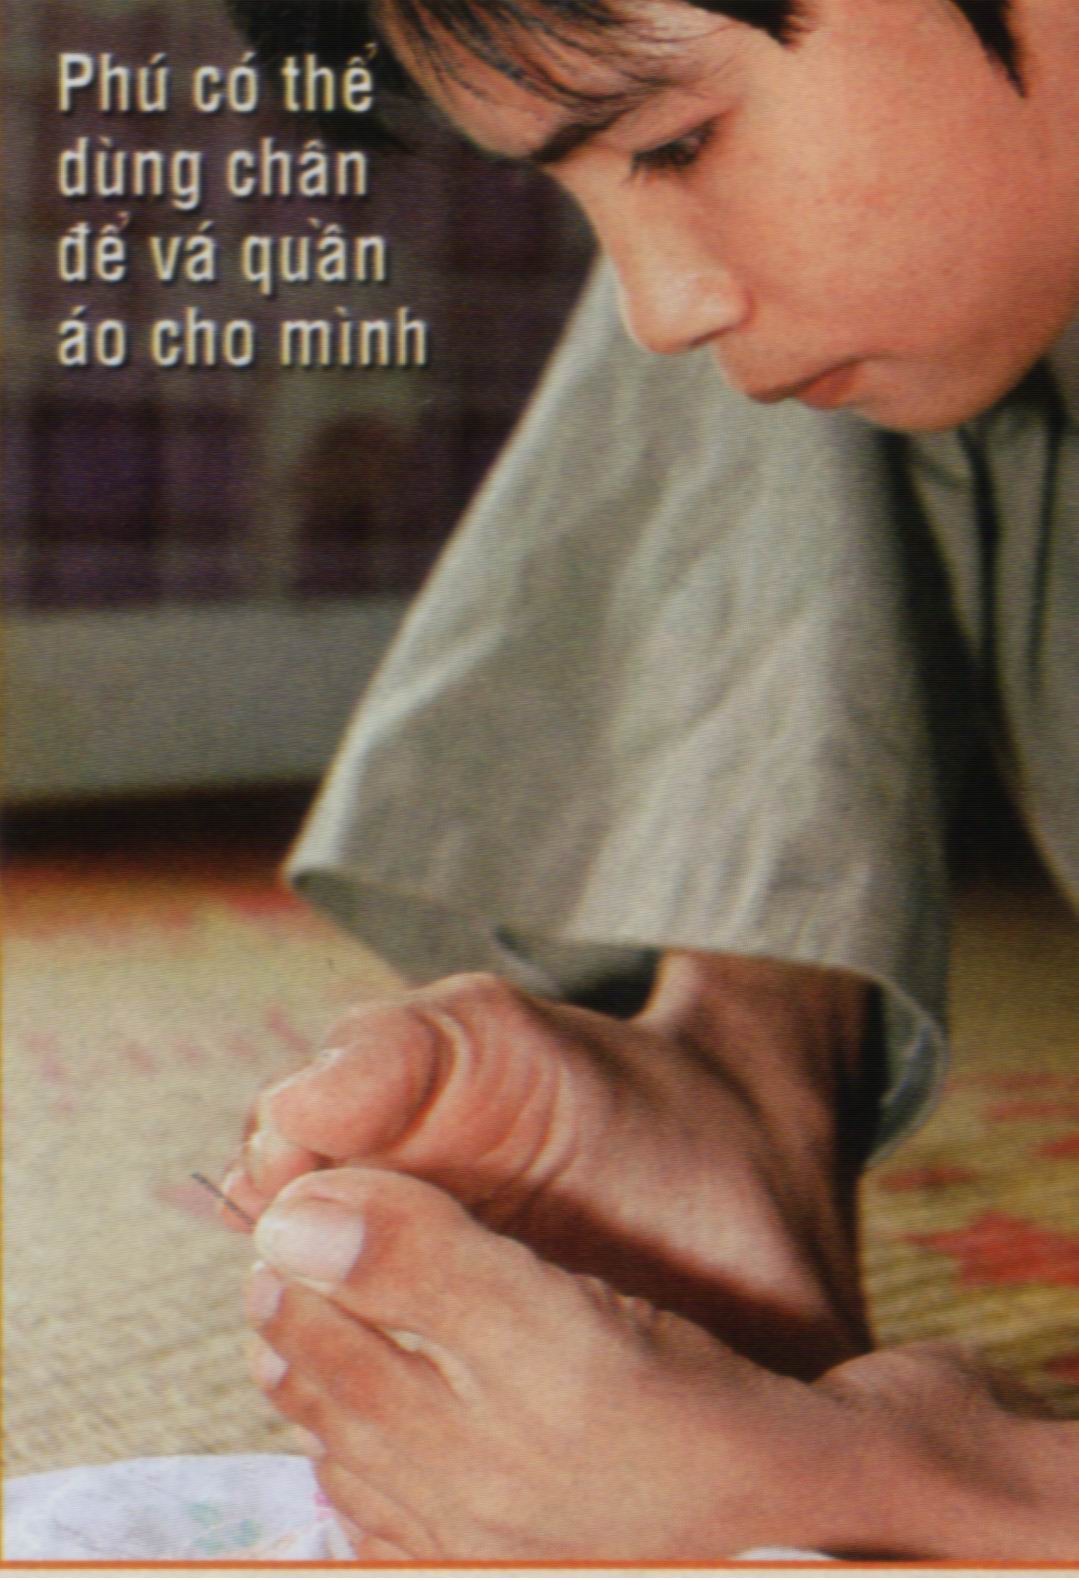 Phú có thể
dùng chân
để vá quần
áo cho mình